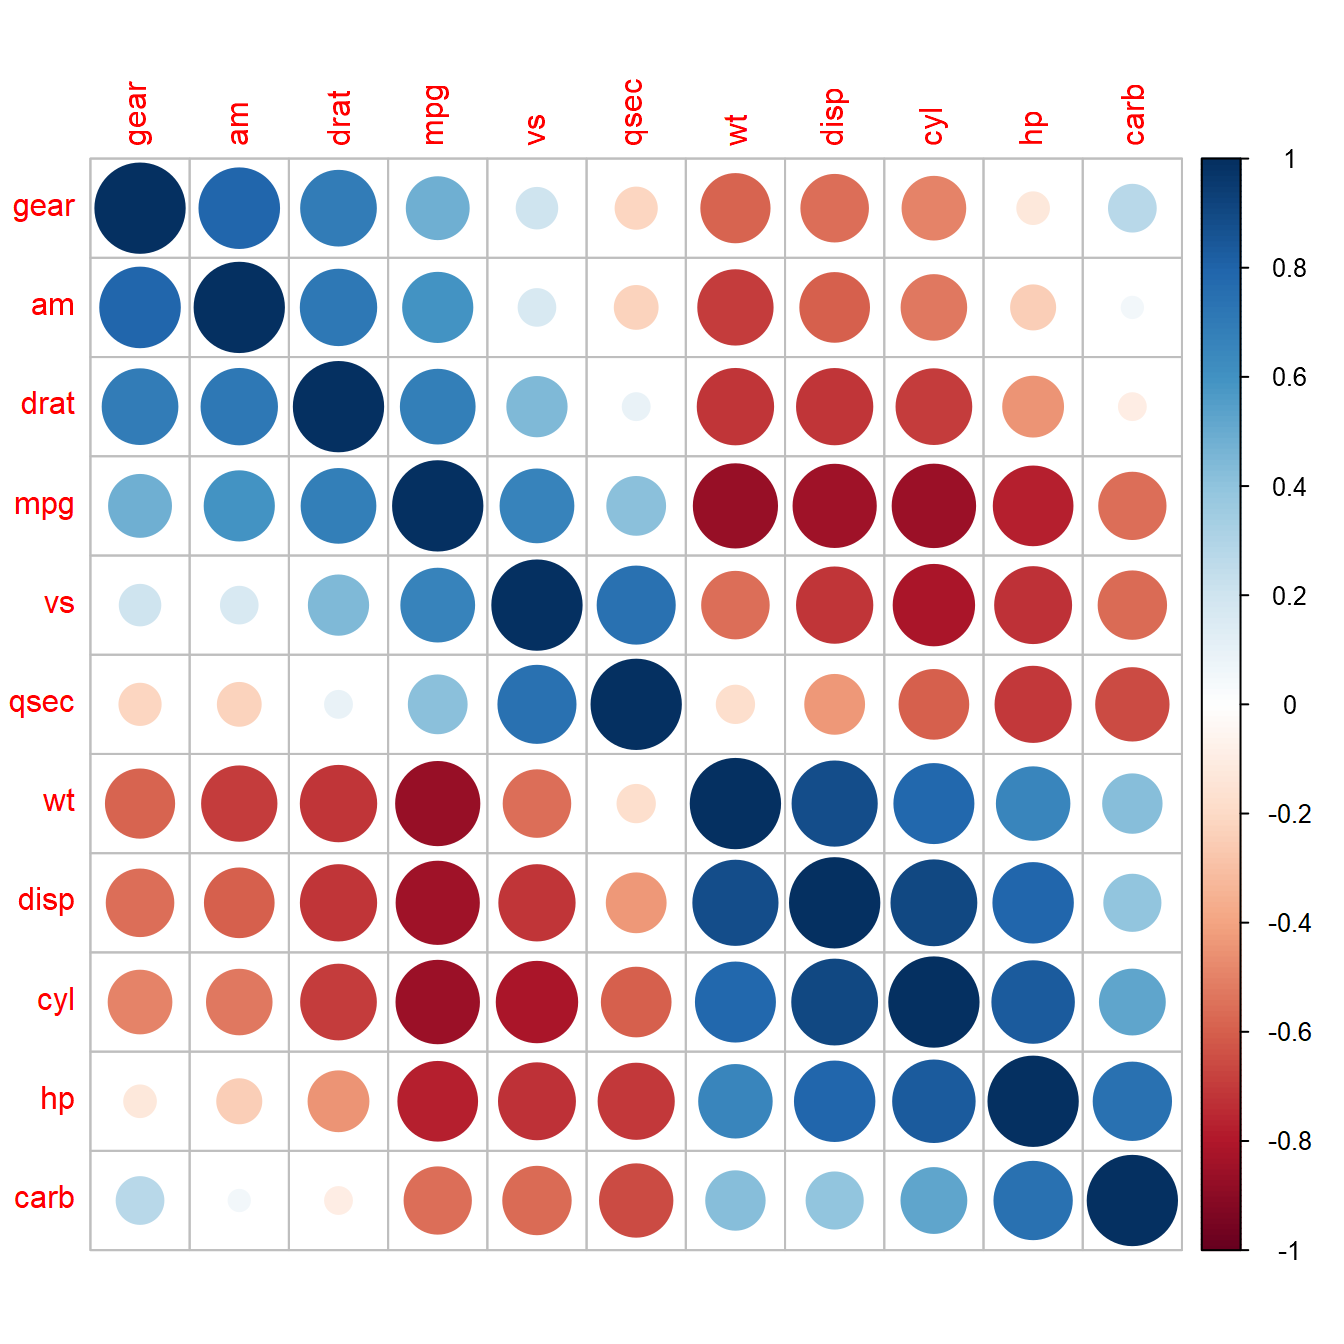 gear am drat mpg vs qsec wt disp cyl hp carb
gear
am
drat
mpg
vs
qsec
wt
disp
cyl
hp
carb
1
0.8
0.6
0.4
0.2
0
-0.2
-0.4
-0.6
-0.8
-1